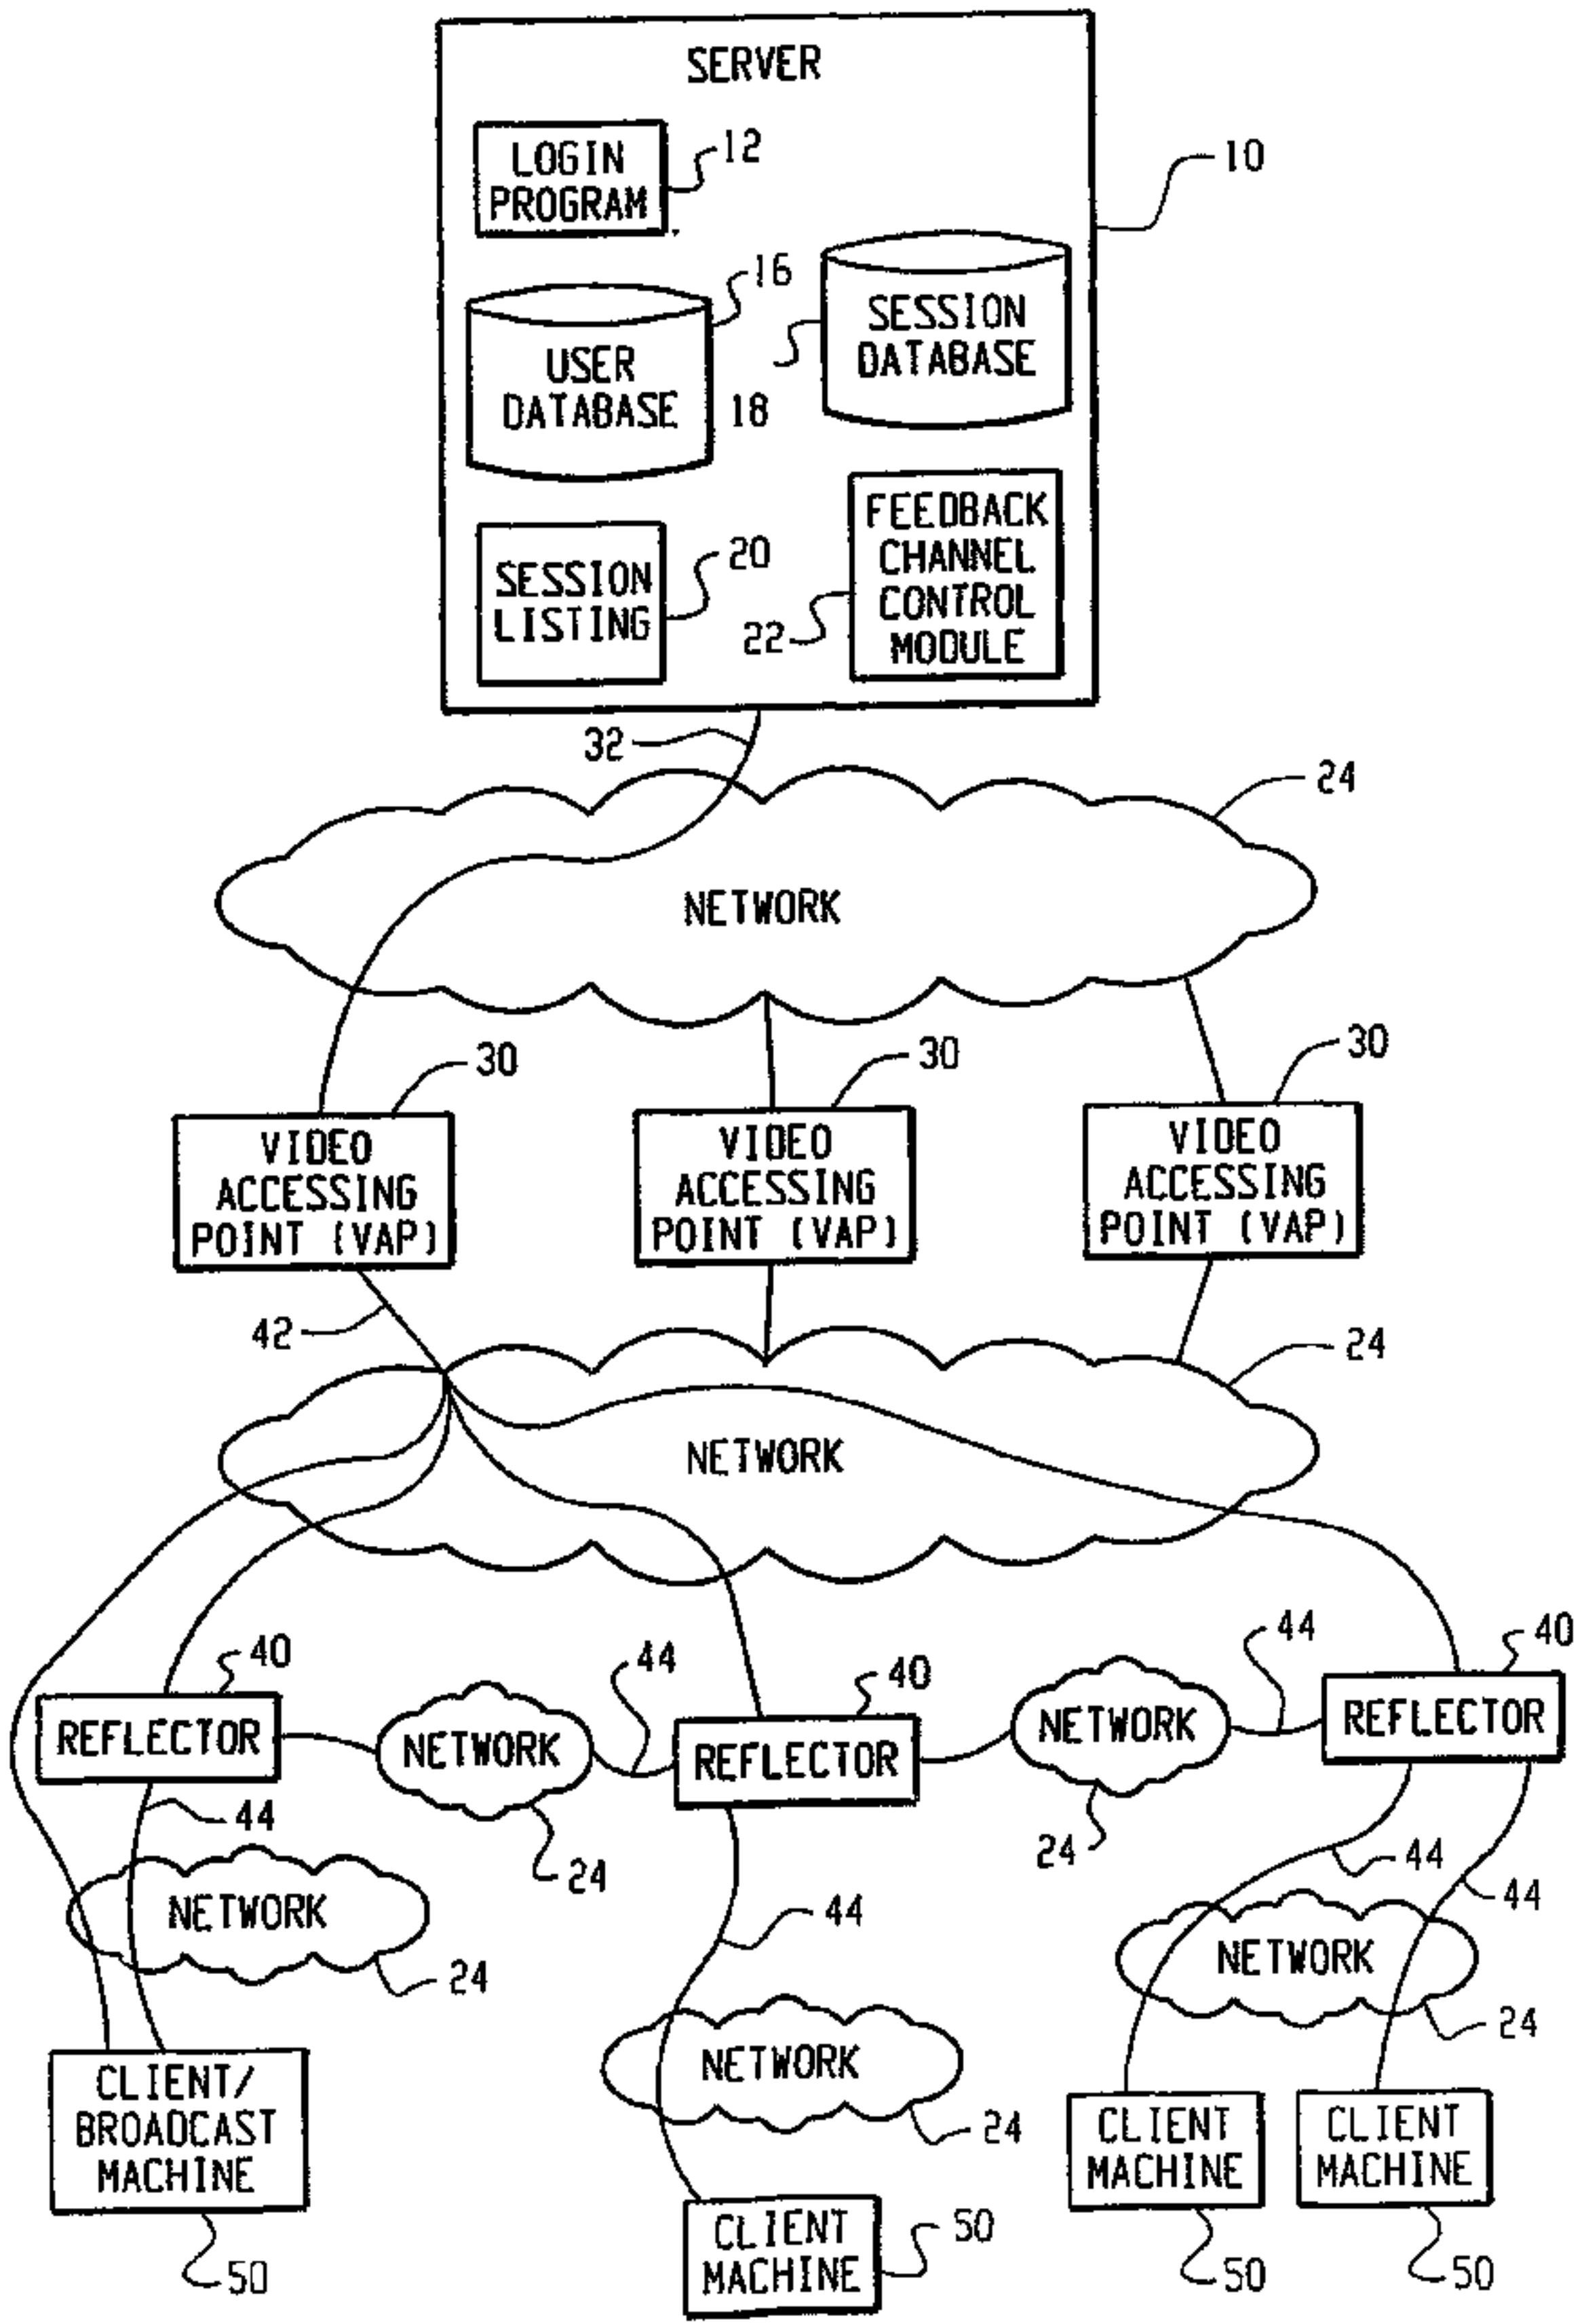 SERVER
LOGIN
PROGRAM
12
10
16
USER
DATABASE
18
SESSION
DATABASE
SESSION
LISTING
20
22
FEEDBACK
CHANNEL
CONTROL
MODULE
32
24
NETWORK
30
VIDEO
ACCESSING
POINT (VAP)
30
VIDEO
ACCESSING
POINT (VAP)
30
VIDEO
ACCESSING
POINT (VAP)
42
24
NETWORK
40
REFLECTOR
NETWORK
24
44
40
REFLECTOR
NETWORK
24
44
40
REFLECTOR
44
NETWORK
24
44
NETWORK
24
44
44
NETWORK
24
CLIENT/
BROADCAST
MACHINE
50
CLIENT
MACHINE
50
CLIENT
MACHINE
50
CLIENT
MACHINE
50